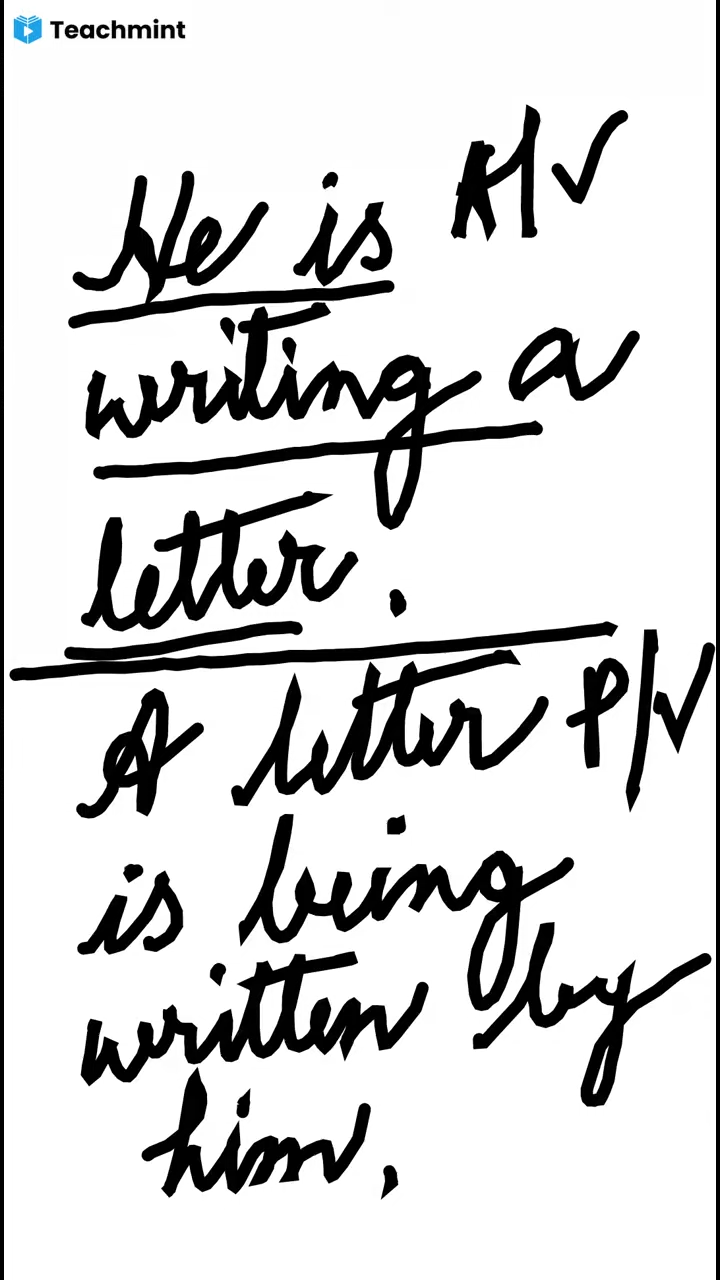 Teachmint
He is A/V
writing a
letter.
A letter P/V
is being
written by
him.